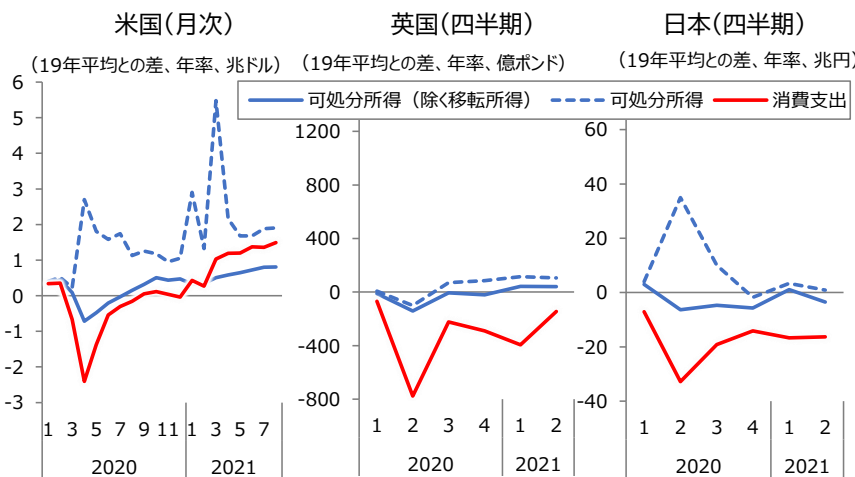 米国(月次)
英国(四半期)
日本(四半期)
(19年平均との差、年率、兆ドル)
(19年平均との差、年率、億ポンド)
(19年平均との差、年率、兆円)
可処分所得(除く移転所得)
可処分所得
消費支出
6
5
4
3
2
1
0
-1
-2
-3
1 3 5 7 9 11 1 3 5 7
2020 2021
1200
800
400
0
-400
-800
1 2 3 4 1 2
2020 2021
60
40
20
0
-20
-40
1 2 3 4 1 2
2020 2021